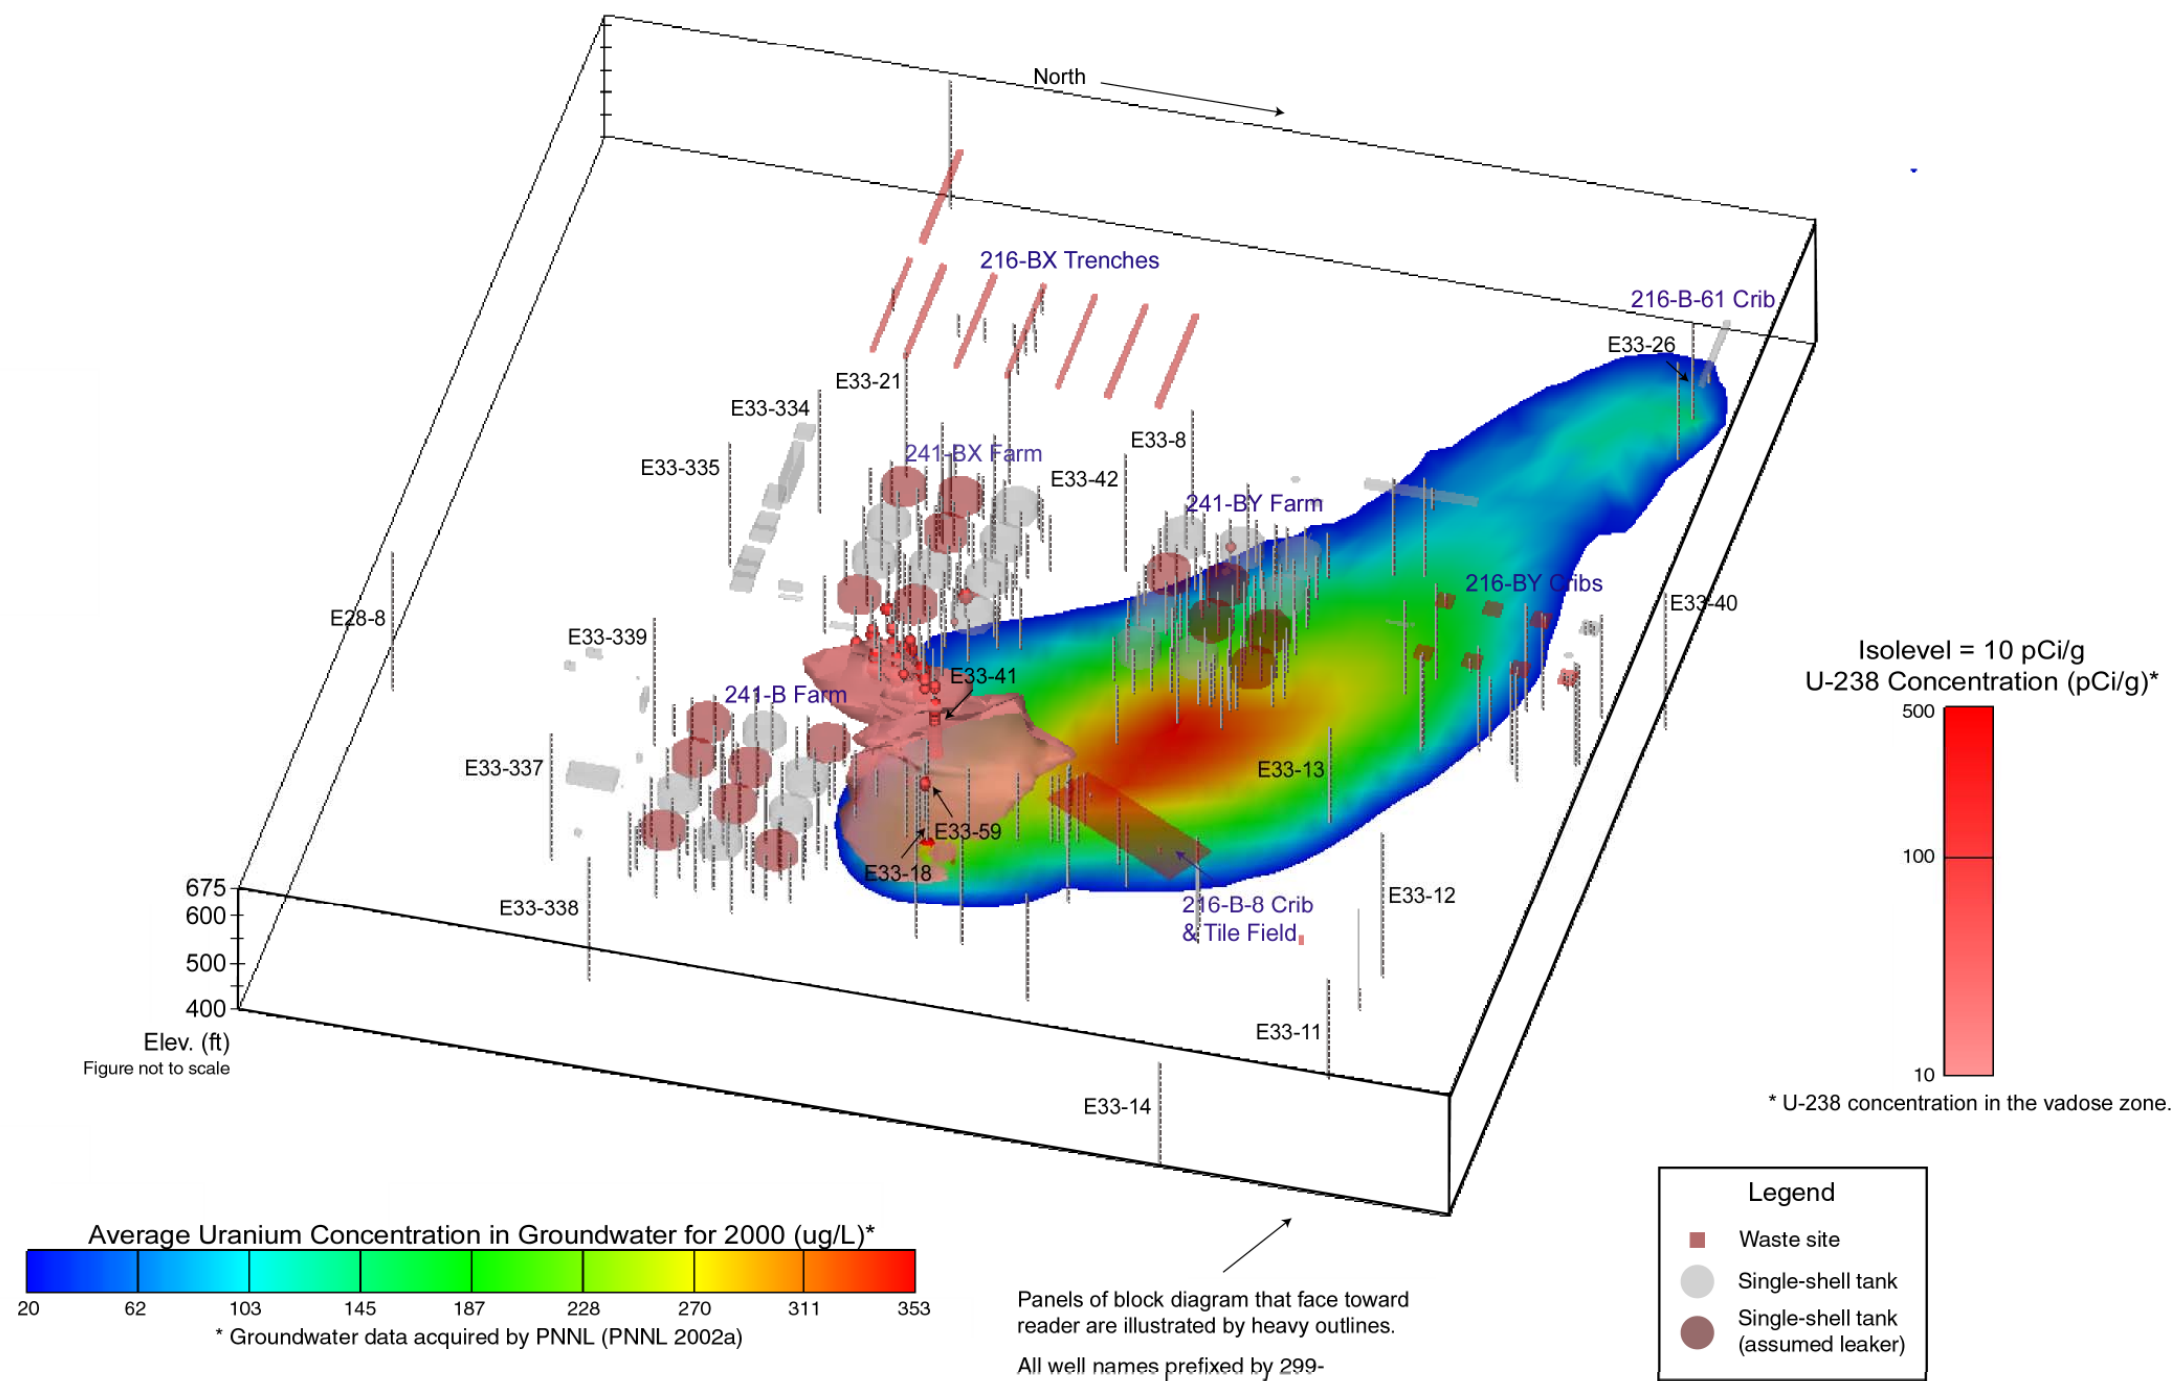 North
216-BX Trenches
216-B-61 Crib
E33-26
E33-21
E33-334
E33-8
241-BX Farm
E33-335
E33-42
241-BY Farm
216-BY Cribs
E33-40
E28-8
E33-339
E33-41
241-B Farm
E33-337
E33-13
E33-59
E33-18
E33-338
E33-12
216-B-8 Crib
& Tile Field
E33-11
E33-14
675
600
500
400
Elev. (ft)
Figure not to scale
Isolevel = 10 pCi/g
U-238 Concentration (pCi/g)*
500
100
10
* U-238 concentration in the vadose zone.
Average Uranium Concentration in Groundwater for 2000 (ug/L)*
20 62 103 145 187 228 270 311 353
* Groundwater data acquired by PNNL (PNNL 2002a)
Panels of block diagram that face toward
reader are illustrated by heavy outlines.
All well names prefixed by 299-
Legend
Waste site
Single-shell tank
Single-shell tank
(assumed leaker)